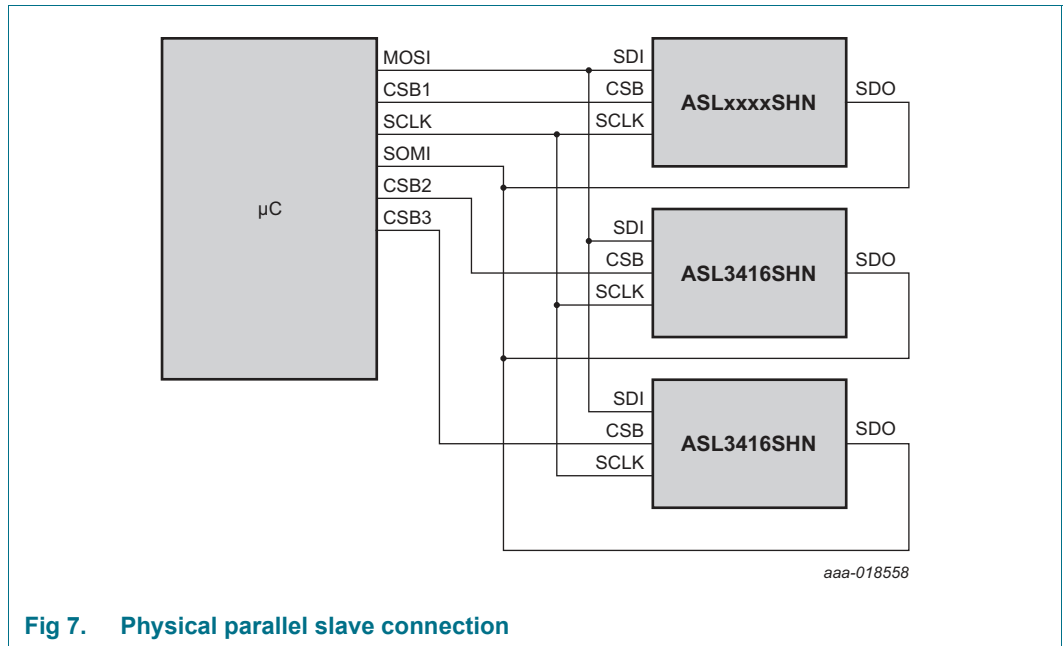 MOSI
CSB1
SCLK
SOMI
CSB2
CSB3
µC
SDI
CSB
SCLK
ASLxxxxSHN
SDO
SDI
CSB
SCLK
ASL3416SHN
SDO
SDI
CSB
SCLK
ASL3416SHN
SDO
aaa-018558
Fig 7. Physical parallel slave connection